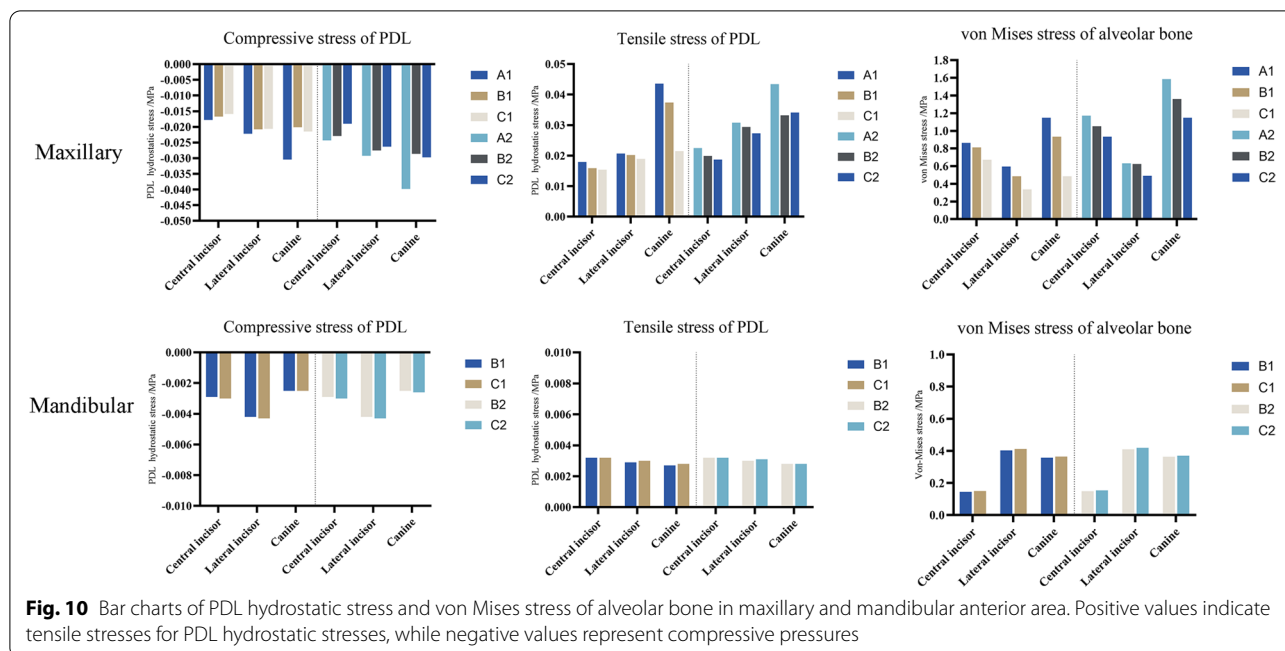 Maxillary
Compressive stress of PDL
PDL hydrostatic stress /MPa
0.000
-0.005
-0.010
-0.015
-0.020
-0.025
-0.030
-0.035
-0.040
-0.045
-0.050
Central incisor
Lateral incisor
Canine
Central incisor
Lateral incisor
Canine
A1
B1
C1
A2
B2
C2
Tensile stress of PDL
PDL hydrostatic stress /MPa
0.05
0.04
0.03
0.02
0.01
0.00
Central incisor
Lateral incisor
Canine
Central incisor
Lateral incisor
Canine
A1
B1
C1
A2
B2
C2
von Mises stress of alveolar bone
von Mises stress /MPa
1.8
1.6
1.4
1.2
1.0
0.8
0.6
0.4
0.2
0.0
Central incisor
Lateral incisor
Canine
Central incisor
Lateral incisor
Canine
A1
B1
C1
A2
B2
C2
Mandibular
Compressive stress of PDL
PDL hydrostatic stress /MPa
0.000
-0.002
-0.004
-0.006
-0.008
-0.010
Central incisor
Lateral incisor
Canine
Central incisor
Lateral incisor
Canine
B1
C1
B2
C2
Tensile stress of PDL
PDL hydrostatic stress /MPa
0.010
0.008
0.006
0.004
0.002
0.000
Central incisor
Lateral incisor
Canine
Central incisor
Lateral incisor
Canine
B1
C1
B2
C2
von Mises stress of alveolar bone
Von-Mises stress /MPa
1.0
0.8
0.6
0.4
0.2
0.0
Central incisor
Lateral incisor
Canine
Central incisor
Lateral incisor
Canine
B1
C1
B2
C2
Fig. 10 Bar charts of PDL hydrostatic stress and von Mises stress of alveolar bone in maxillary and mandibular anterior area. Positive values indicate
tensile stresses for PDL hydrostatic stresses, while negative values represent compressive pressures